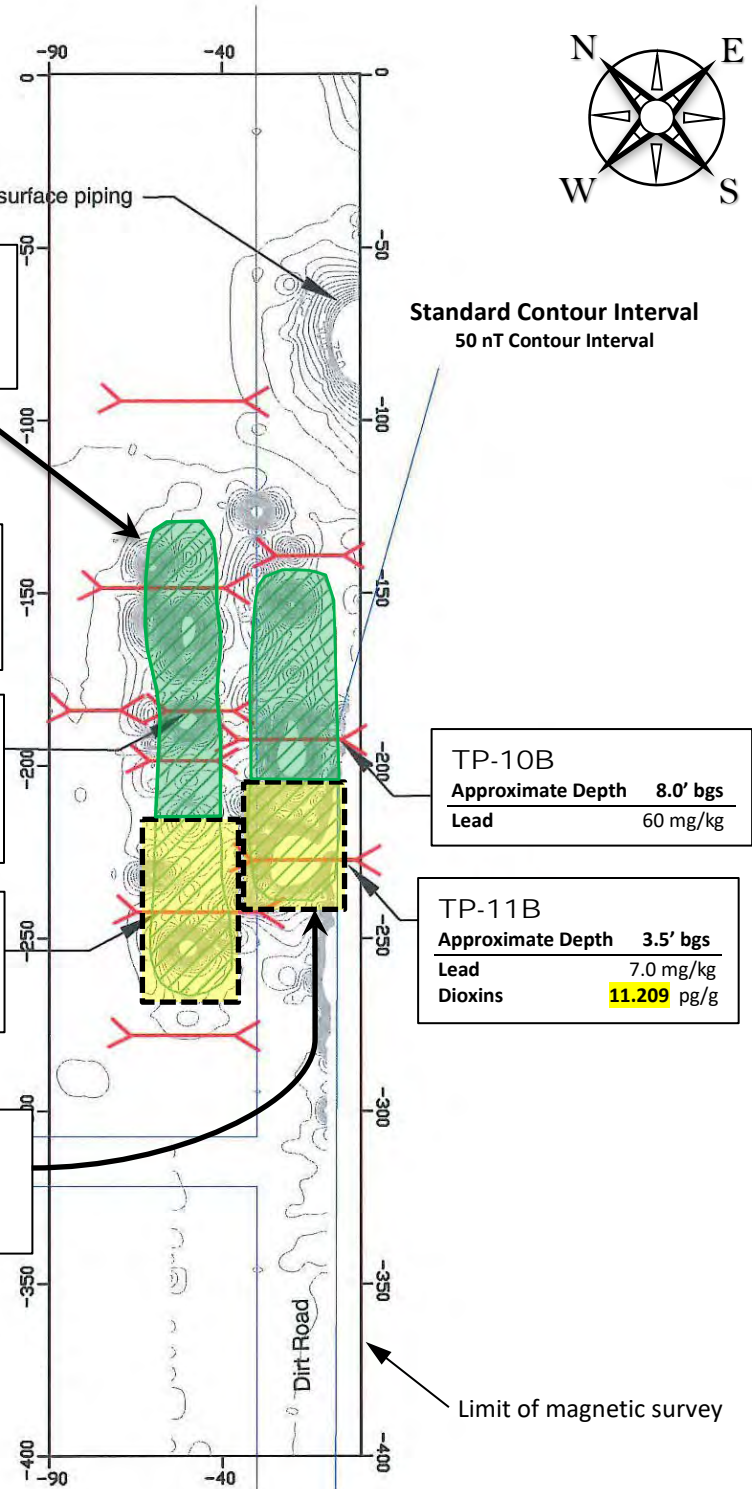 -90
-40
N
E
W
S
0
0
surface piping
-50
-50
Standard Contour Interval
50 nT Contour Interval
-100
-100
-150
-150
-200
-200
TP-10B
Approximate Depth 8.0' bgs
Lead 60 mg/kg
TP-11B
Approximate Depth 3.5' bgs
Lead 7.0 mg/kg
Dioxins 11.209 pg/g
-250
-250
-300
-350
-350
Dirt Road
Limit of magnetic survey
-400
-400
-90
-40